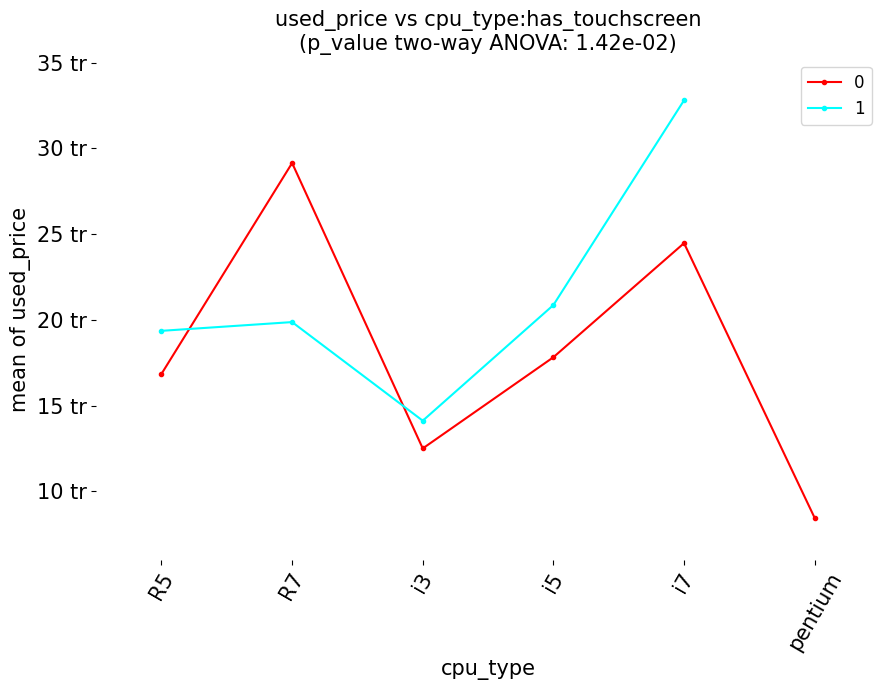 used_price vs cpu_type:has_touchscreen
(p_value two-way ANOVA: 1.42e-02)
35 tr
30 tr
25 tr
20 tr
15 tr
10 tr
mean of used_price
0
1
R5
R7
i3
i5
i7
pentium
cpu_type